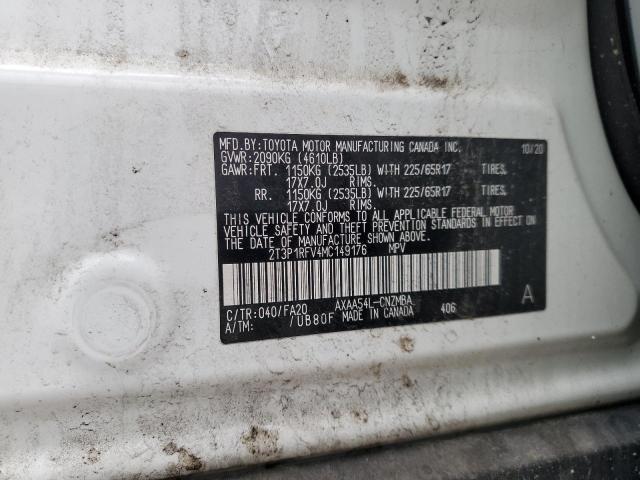 MFD.BY:TOYOTA MOTOR MANUFACTURING CANADA INC. 10/20
GVWR:2090KG (4610LB)
GAWR:FRT. 1150KG (2535LB) WITH 225/65R17 TIRES.
17X7.0J RIMS.
RR. 1150KG (2535LB) WITH 225/65R17 TIRES.
17X7.0J RIMS.
THIS VEHICLE CONFORMS TO ALL APPLICABLE FEDERAL MOTOR
VEHICLE SAFETY AND THEFT PREVENTION STANDARDS IN EFFECT ON
THE DATE OF MANUFACTURE SHOWN ABOVE.
2T3P1RFV4MC149176 MPV
C/TR:040/FA20 AXAA54L-CNZMBA A
A/TM: /UB80F MADE IN CANADA 406